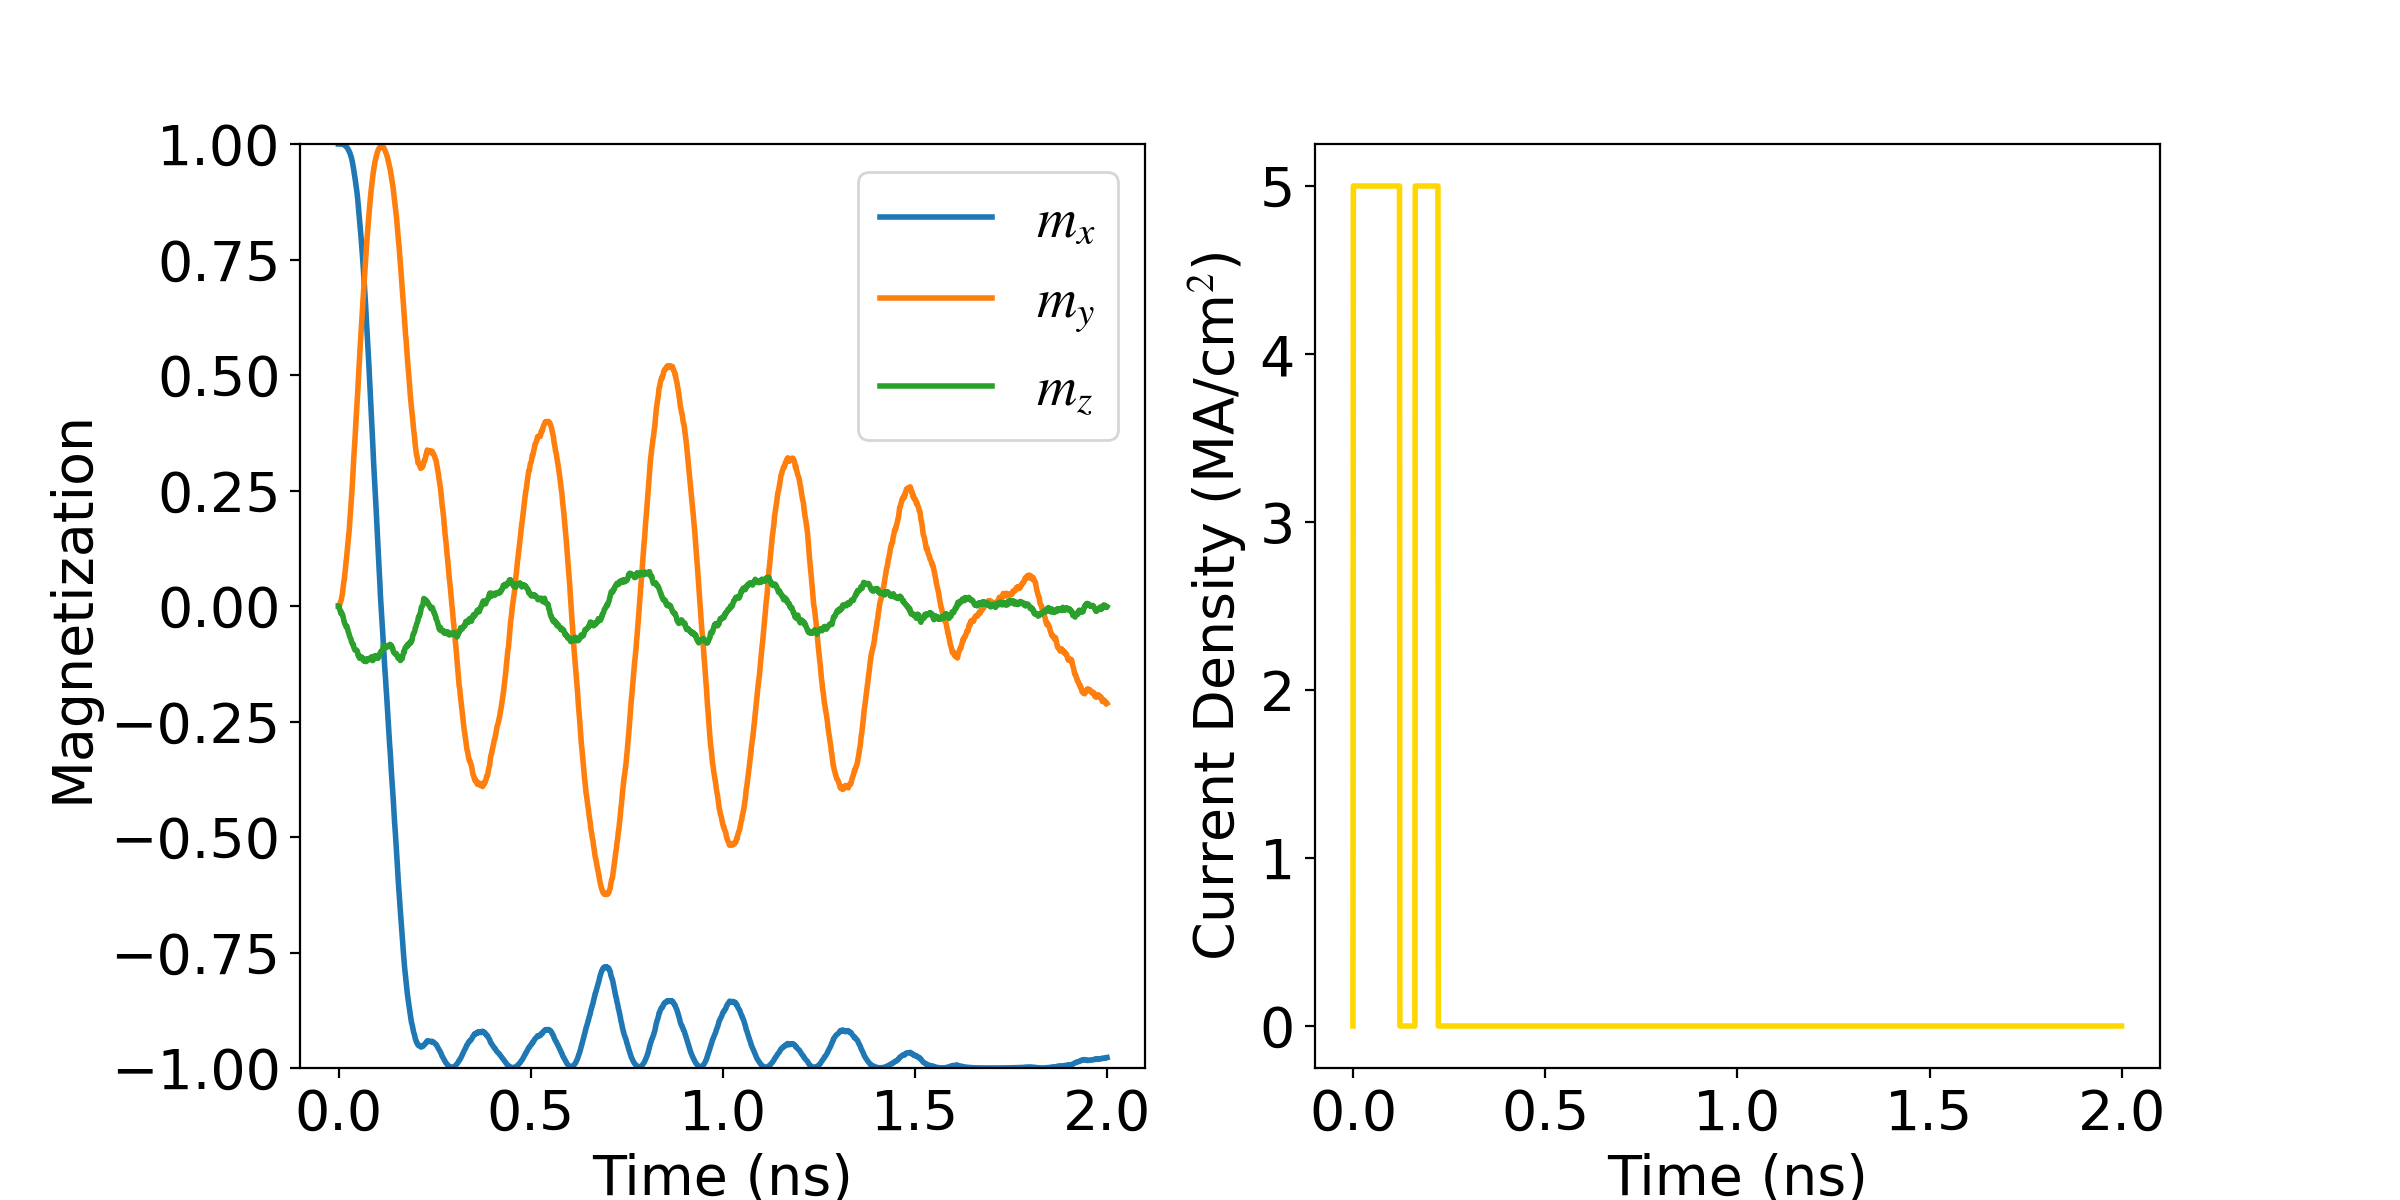 Magnetization
1.00
0.75
0.50
0.25
0.00
−0.25
−0.50
−0.75
−1.00
0.0 0.5 1.0 1.5 2.0
Time (ns)
m_x
m_y
m_z
Current Density (MA/cm²)
5
4
3
2
1
0
0.0 0.5 1.0 1.5 2.0
Time (ns)